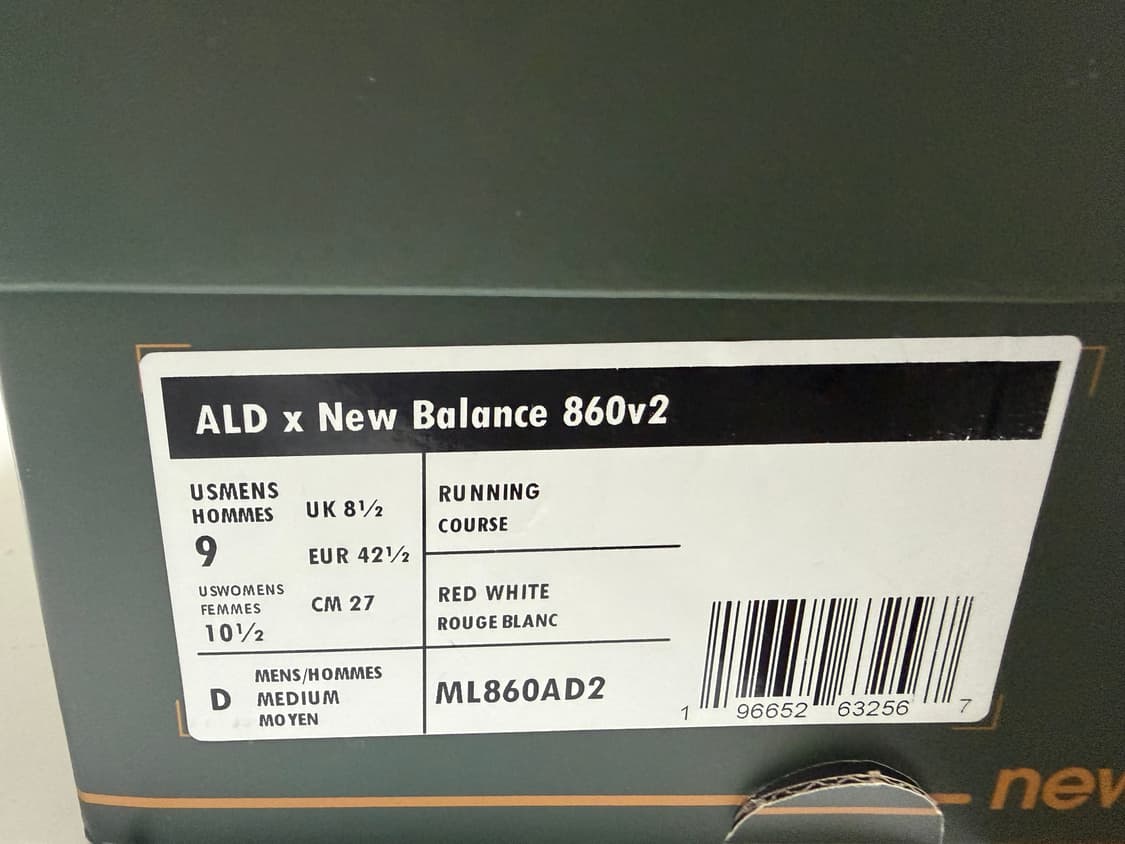 ALD x New Balance 860v2
USMENS
HOMMES
9
UK 8½
EUR 42½
USWOMENS
FEMMES
10½
CM 27
D
MENS/HOMMES
MEDIUM
MOYEN
RUNNING
COURSE
RED WHITE
ROUGE BLANC
ML860AD2
1 96652 63256 7
new